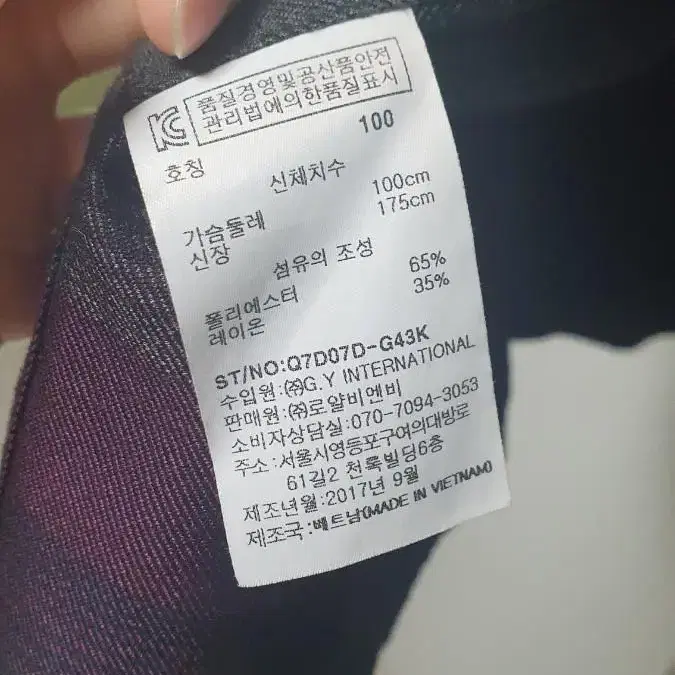 KC 품질경영및공산품안전
관리법에의한품질표시
호칭 100
신체치수
가슴둘레 100cm
신장 175cm
섬유의 조성
폴리에스터 65%
레이온 35%
ST/NO:Q7D07D-G43K
수입원:㈜G.Y INTERNATIONAL
판매원:㈜로얄비엔비
소비자상담실:070-7094-3053
주소:서울시영등포구여의대방로
61길2 천록빌딩6층
제조년월:2017년 9월
제조국:베트남(MADE IN VIETNAM)